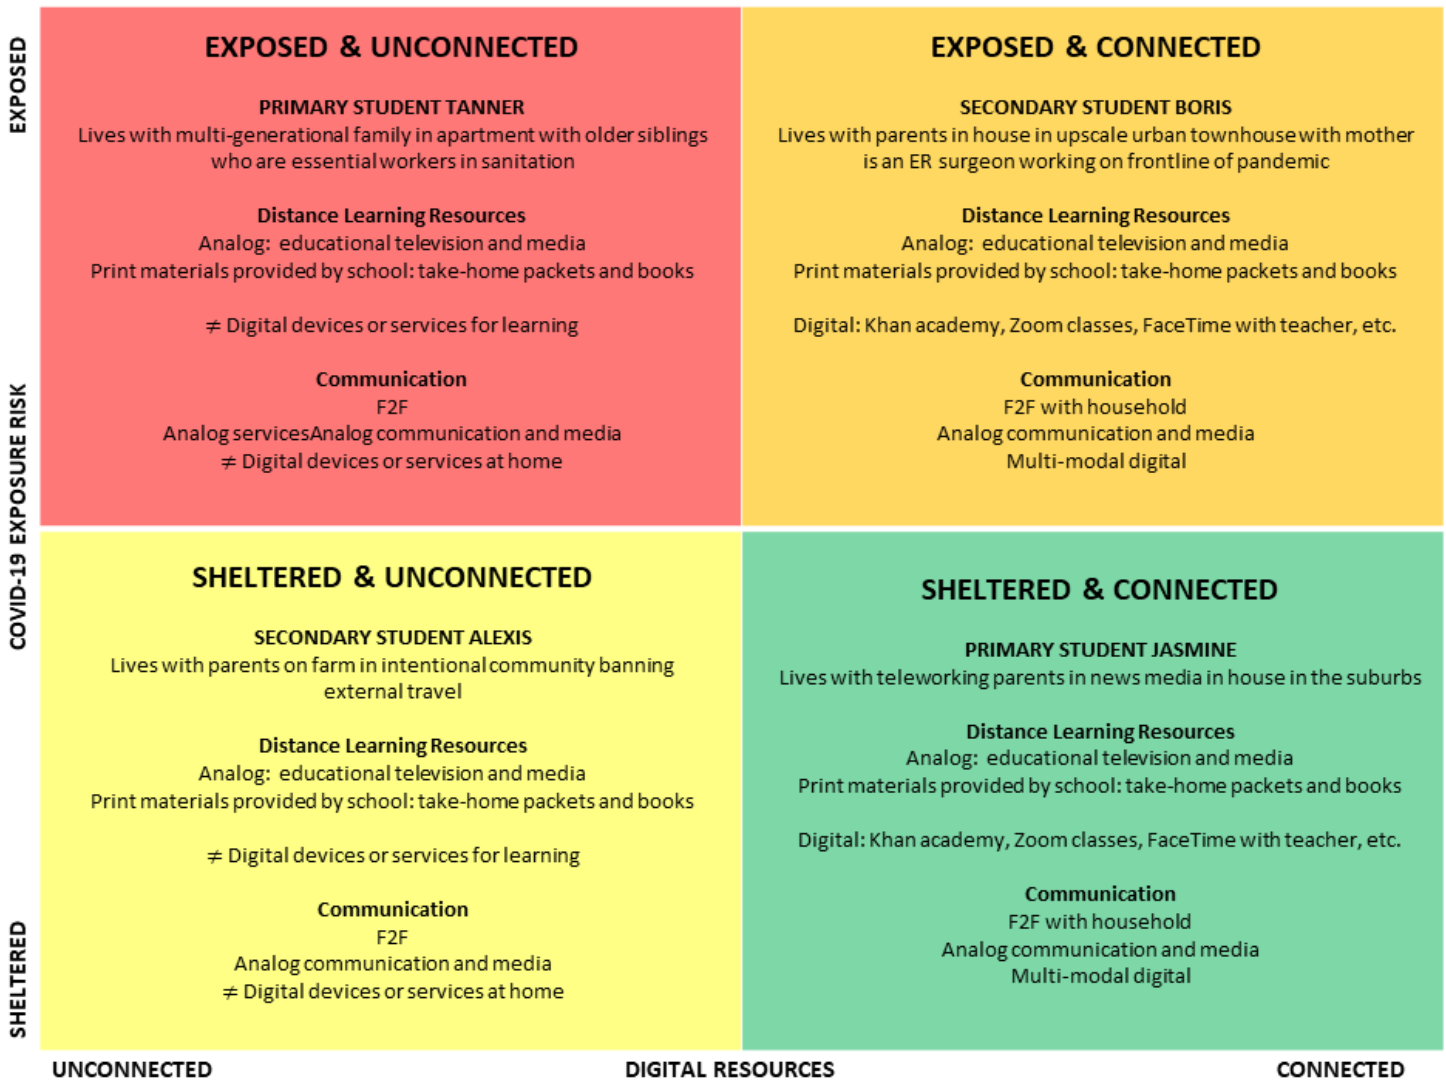 EXPOSED
COVID-19 EXPOSURE RISK
SHELTERED
EXPOSED & UNCONNECTED
PRIMARY STUDENT TANNER
Lives with multi-generational family in apartment with older siblings
who are essential workers in sanitation
Distance Learning Resources
Analog: educational television and media
Print materials provided by school: take-home packets and books
≠ Digital devices or services for learning
Communication
F2F
Analog servicesAnalog communication and media
≠ Digital devices or services at home
EXPOSED & CONNECTED
SECONDARY STUDENT BORIS
Lives with parents in house in upscale urban townhouse with mother
is an ER surgeon working on frontline of pandemic
Distance Learning Resources
Analog: educational television and media
Print materials provided by school: take-home packets and books
Digital: Khan academy, Zoom classes, FaceTime with teacher, etc.
Communication
F2F with household
Analog communication and media
Multi-modal digital
SHELTERED & UNCONNECTED
SECONDARY STUDENT ALEXIS
Lives with parents on farm in intentional community banning
external travel
Distance Learning Resources
Analog: educational television and media
Print materials provided by school: take-home packets and books
≠ Digital devices or services for learning
Communication
F2F
Analog communication and media
≠ Digital devices or services at home
SHELTERED & CONNECTED
PRIMARY STUDENT JASMINE
Lives with teleworking parents in news media in house in the suburbs
Distance Learning Resources
Analog: educational television and media
Print materials provided by school: take-home packets and books
Digital: Khan academy, Zoom classes, FaceTime with teacher, etc.
Communication
F2F with household
Analog communication and media
Multi-modal digital
UNCONNECTED
DIGITAL RESOURCES
CONNECTED